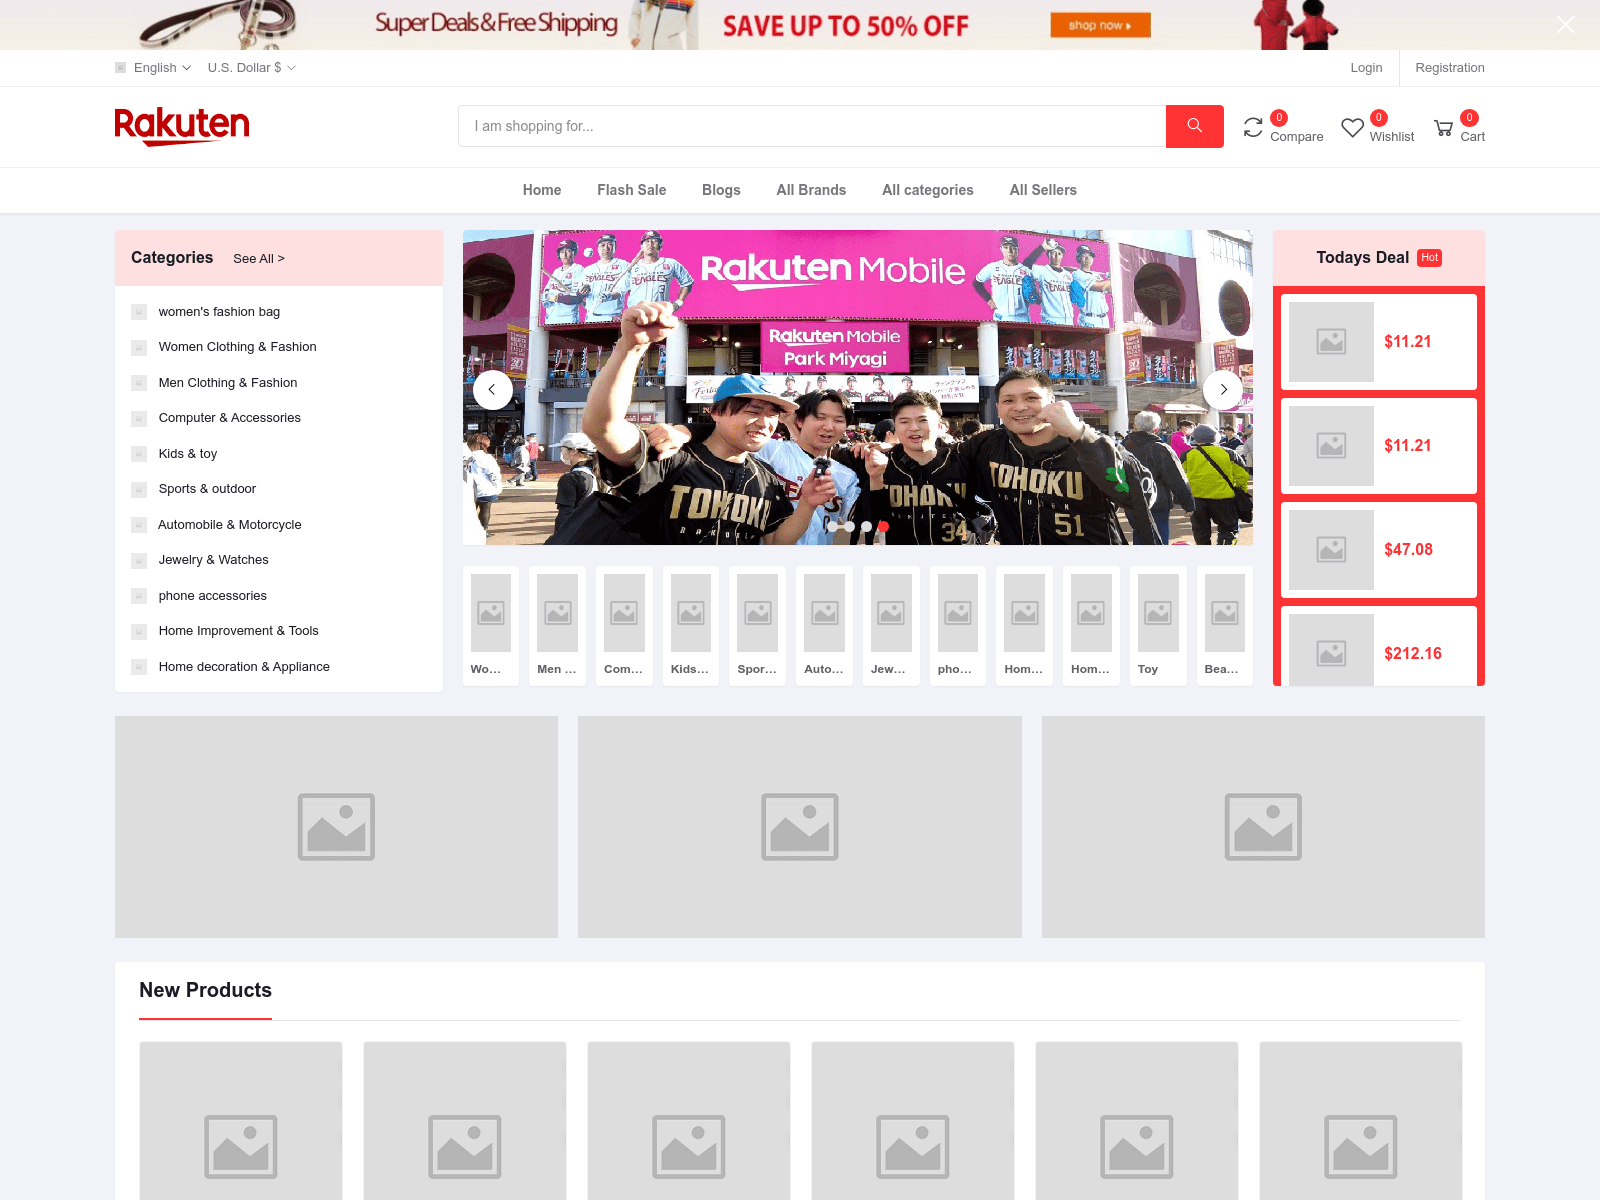 Super Deals & Free Shipping SAVE UP TO 50% OFF shop now
English U.S. Dollar $ Login Registration
Rakuten I am shopping for... 0 Compare 0 Wishlist 0 Cart
Home Flash Sale Blogs All Brands All categories All Sellers
Categories See All >
women's fashion bag
Women Clothing & Fashion
Men Clothing & Fashion
Computer & Accessories
Kids & toy
Sports & outdoor
Automobile & Motorcycle
Jewelry & Watches
phone accessories
Home Improvement & Tools
Home decoration & Appliance
Rakuten Mobile
EAGLES EAGLES EAGLES
Rakuten Mobile
Park Miyagi
TOHOKU
RAKUTEN
TOHOKU
34
TOHOKU
51
Todays Deal Hot
$11.21
$11.21
$47.08
$212.16
Wo... Men ... Com... Kids... Spor... Auto... Jew... pho... Hom... Hom... Toy Bea...
New Products